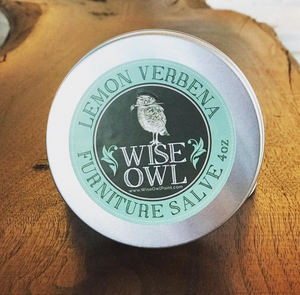 LEMON VERBENA
WISE
OWL
www.WiseOwlPaint.com
FURNITURE SALVE 4oz